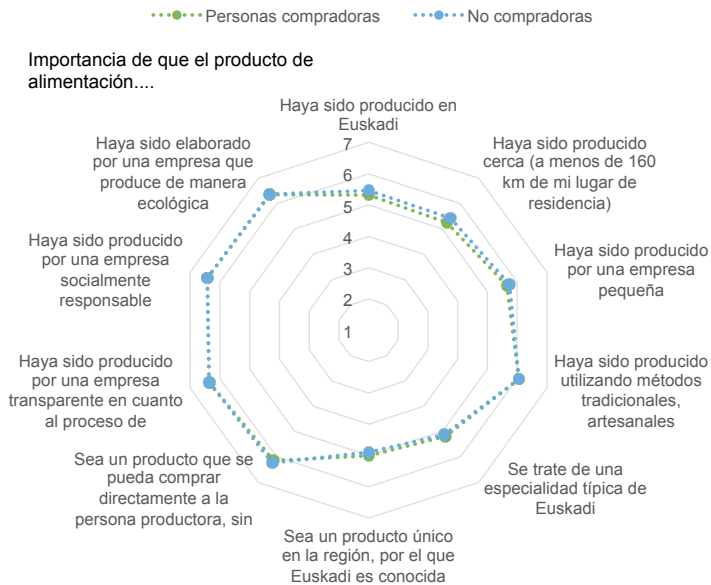 Personas compradoras
No compradoras
Importancia de que el producto de
alimentación....
Haya sido producido en
Euskadi
Haya sido producido
cerca (a menos de 160
km de mi lugar de
residencia)
Haya sido producido
por una empresa
pequeña
Haya sido producido
utilizando métodos
tradicionales,
artesanales
Se trate de una
especialidad típica de
Euskadi
Sea un producto único
en la región, por el que
Euskadi es conocida
Sea un producto que se
pueda comprar
directamente a la
persona productora, sin
Haya sido producido
por una empresa
transparente en cuanto
al proceso de
Haya sido producido
por una empresa
socialmente
responsable
Haya sido elaborado
por una empresa que
produce de manera
ecológica
7
6
5
4
3
2
1